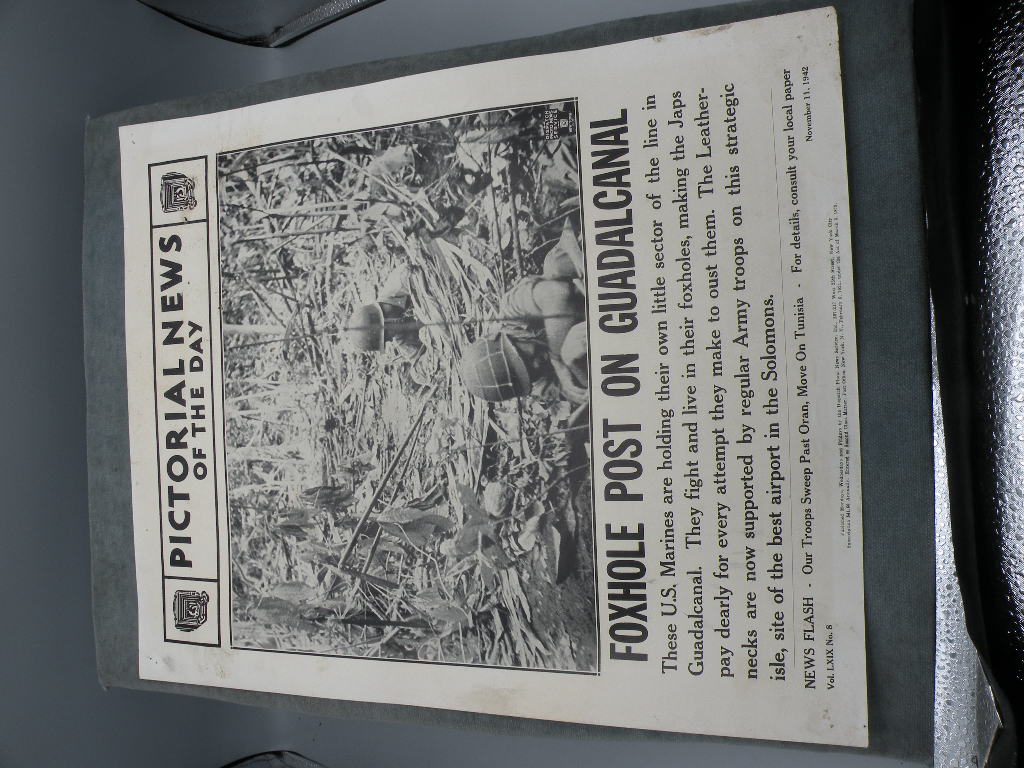 PICTORIAL NEWS
OF THE DAY
FOXHOLE POST ON GUADALCANAL
These U.S. Marines are holding their own little sector of the line in
Guadalcanal. They fight and live in their foxholes, making the Japs
pay dearly for every attempt they make to oust them. The Leather-
necks are now supported by regular Army troops on this strategic
isle, site of the best airport in the Solomons.
NEWS FLASH - Our Troops Sweep Past Oran, Move On Tunisia - For details, consult your local paper
Vol. LXIX No. 8 November 11, 1942